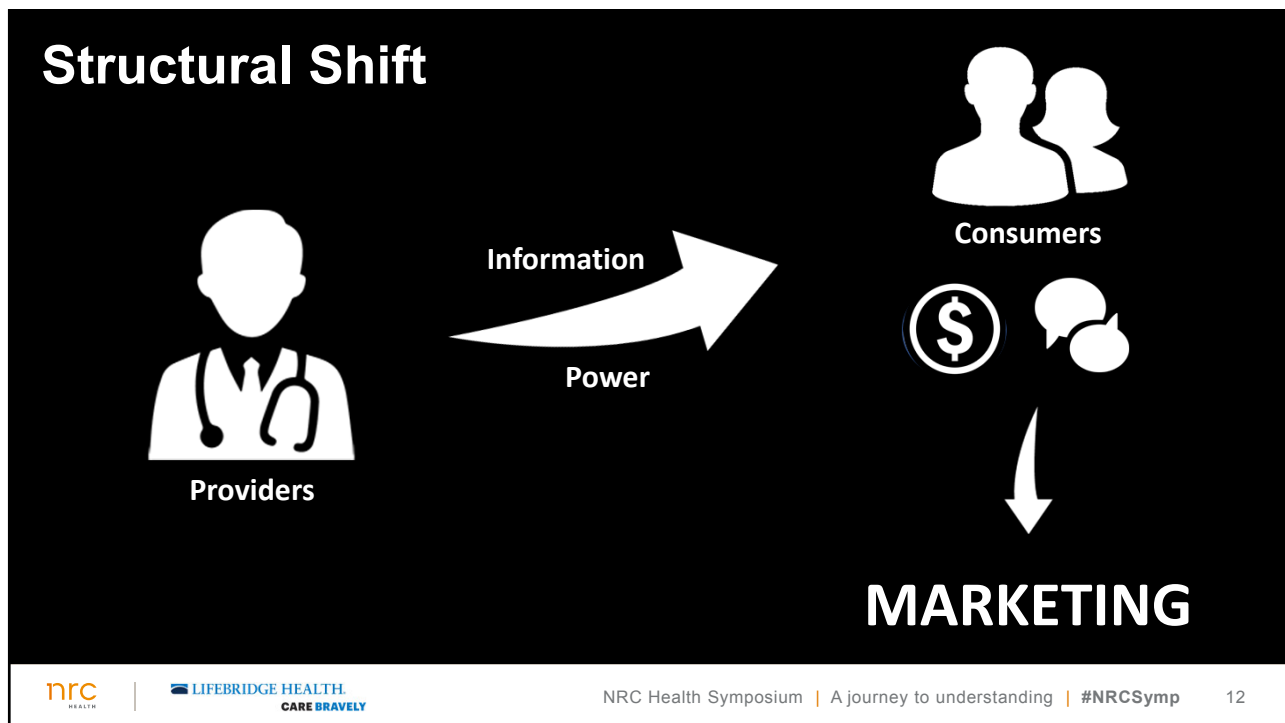 Structural Shift
Consumers
Information
$
Power
Providers
MARKETING
nrc
HEALTH
LIFEBRIDGE HEALTH.
CARE BRAVELY
NRC Health Symposium | A journey to understanding | #NRCSymp 12